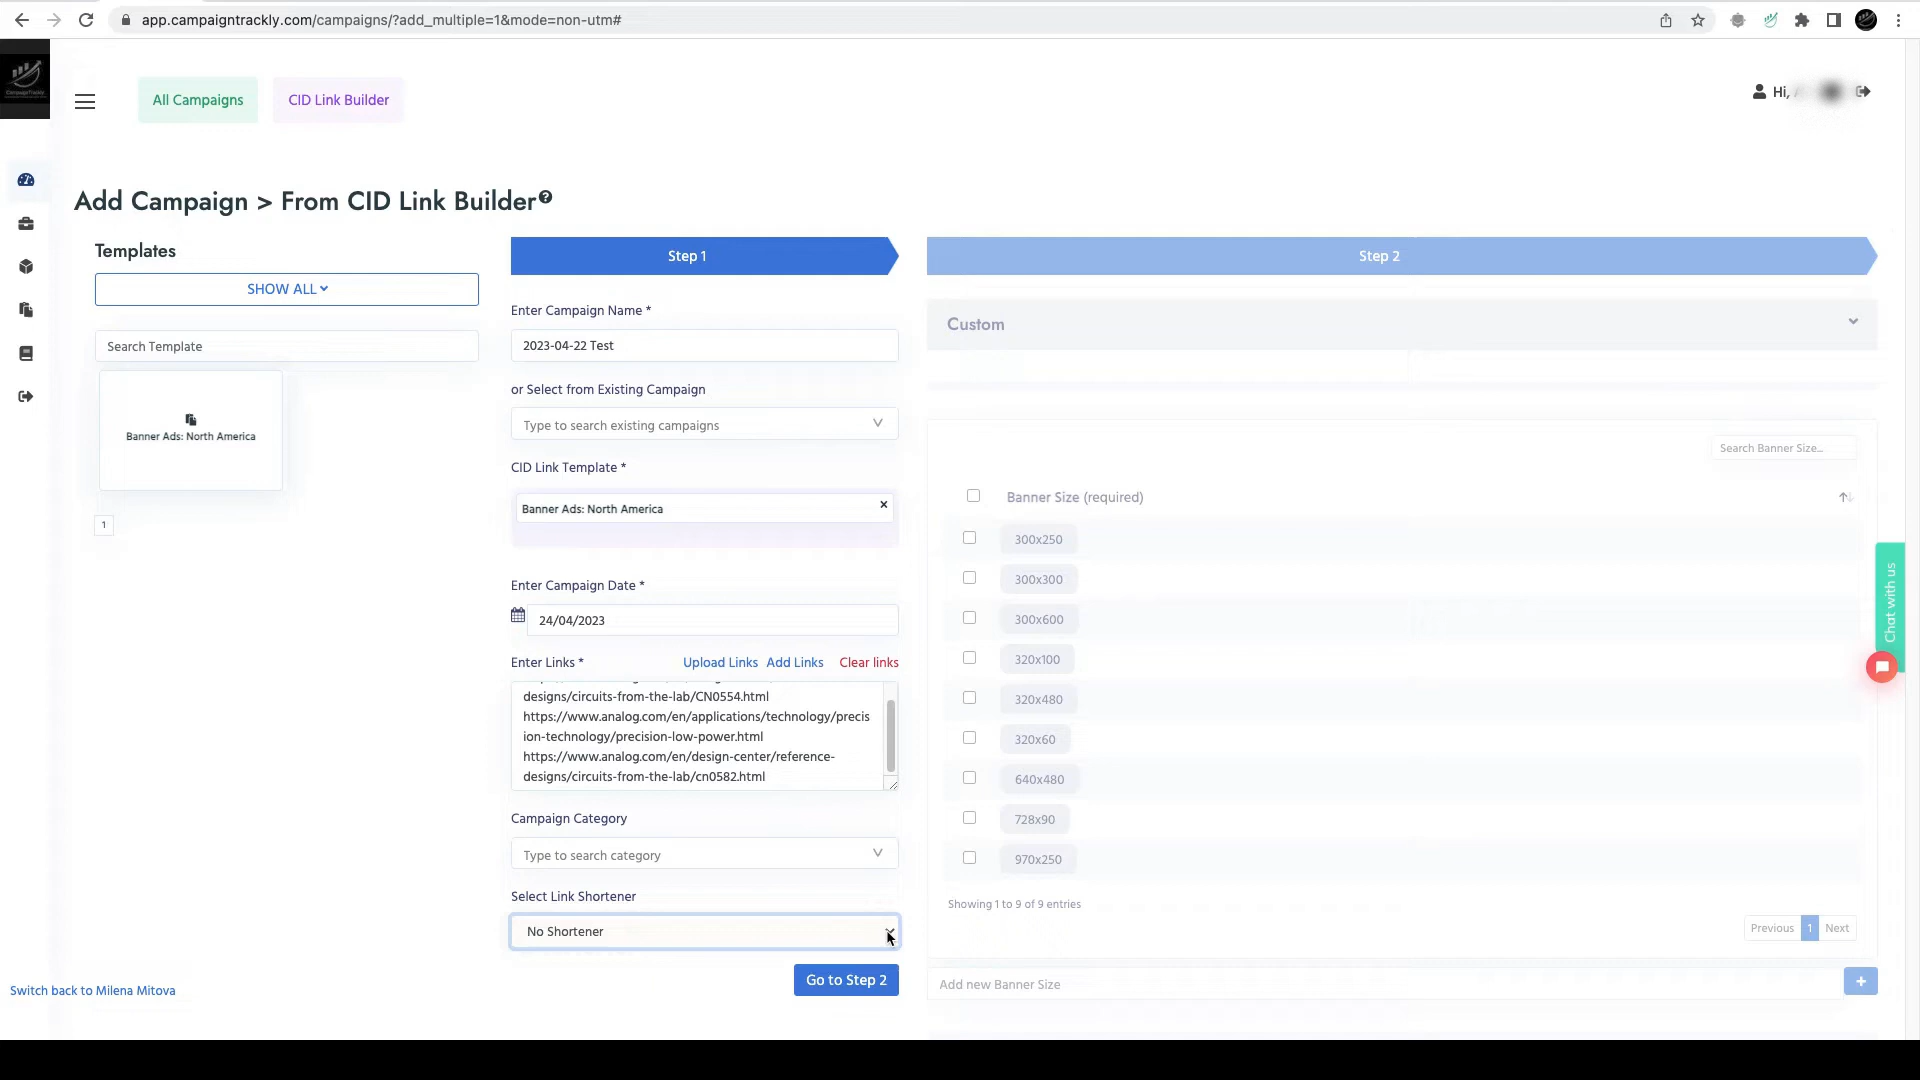 app.campaigntrackly.com/campaigns/?add_multiple=1&mode=non-utm#
All Campaigns
CID Link Builder
Hi,
Add Campaign > From CID Link Builder
Templates
SHOW ALL
Search Template
Banner Ads: North America
1
Step 1
Enter Campaign Name *
2023-04-22 Test
or Select from Existing Campaign
Type to search existing campaigns
CID Link Template *
Banner Ads: North America
×
Enter Campaign Date *
24/04/2023
Enter Links *
Upload Links
Add Links
Clear links
designs/circuits-from-the-lab/CN0554.html
https://www.analog.com/en/applications/technology/precis
ion-technology/precision-low-power.html
https://www.analog.com/en/design-center/reference-
designs/circuits-from-the-lab/cn0582.html
Campaign Category
Type to search category
Select Link Shortener
No Shortener
Go to Step 2
Switch back to Milena Mitova
Step 2
Custom
Search Banner Size...
Banner Size (required)
300x250
300x300
300x600
320x100
320x480
320x60
640x480
728x90
970x250
Showing 1 to 9 of 9 entries
Previous
1
Next
Add new Banner Size
+
Chat with us